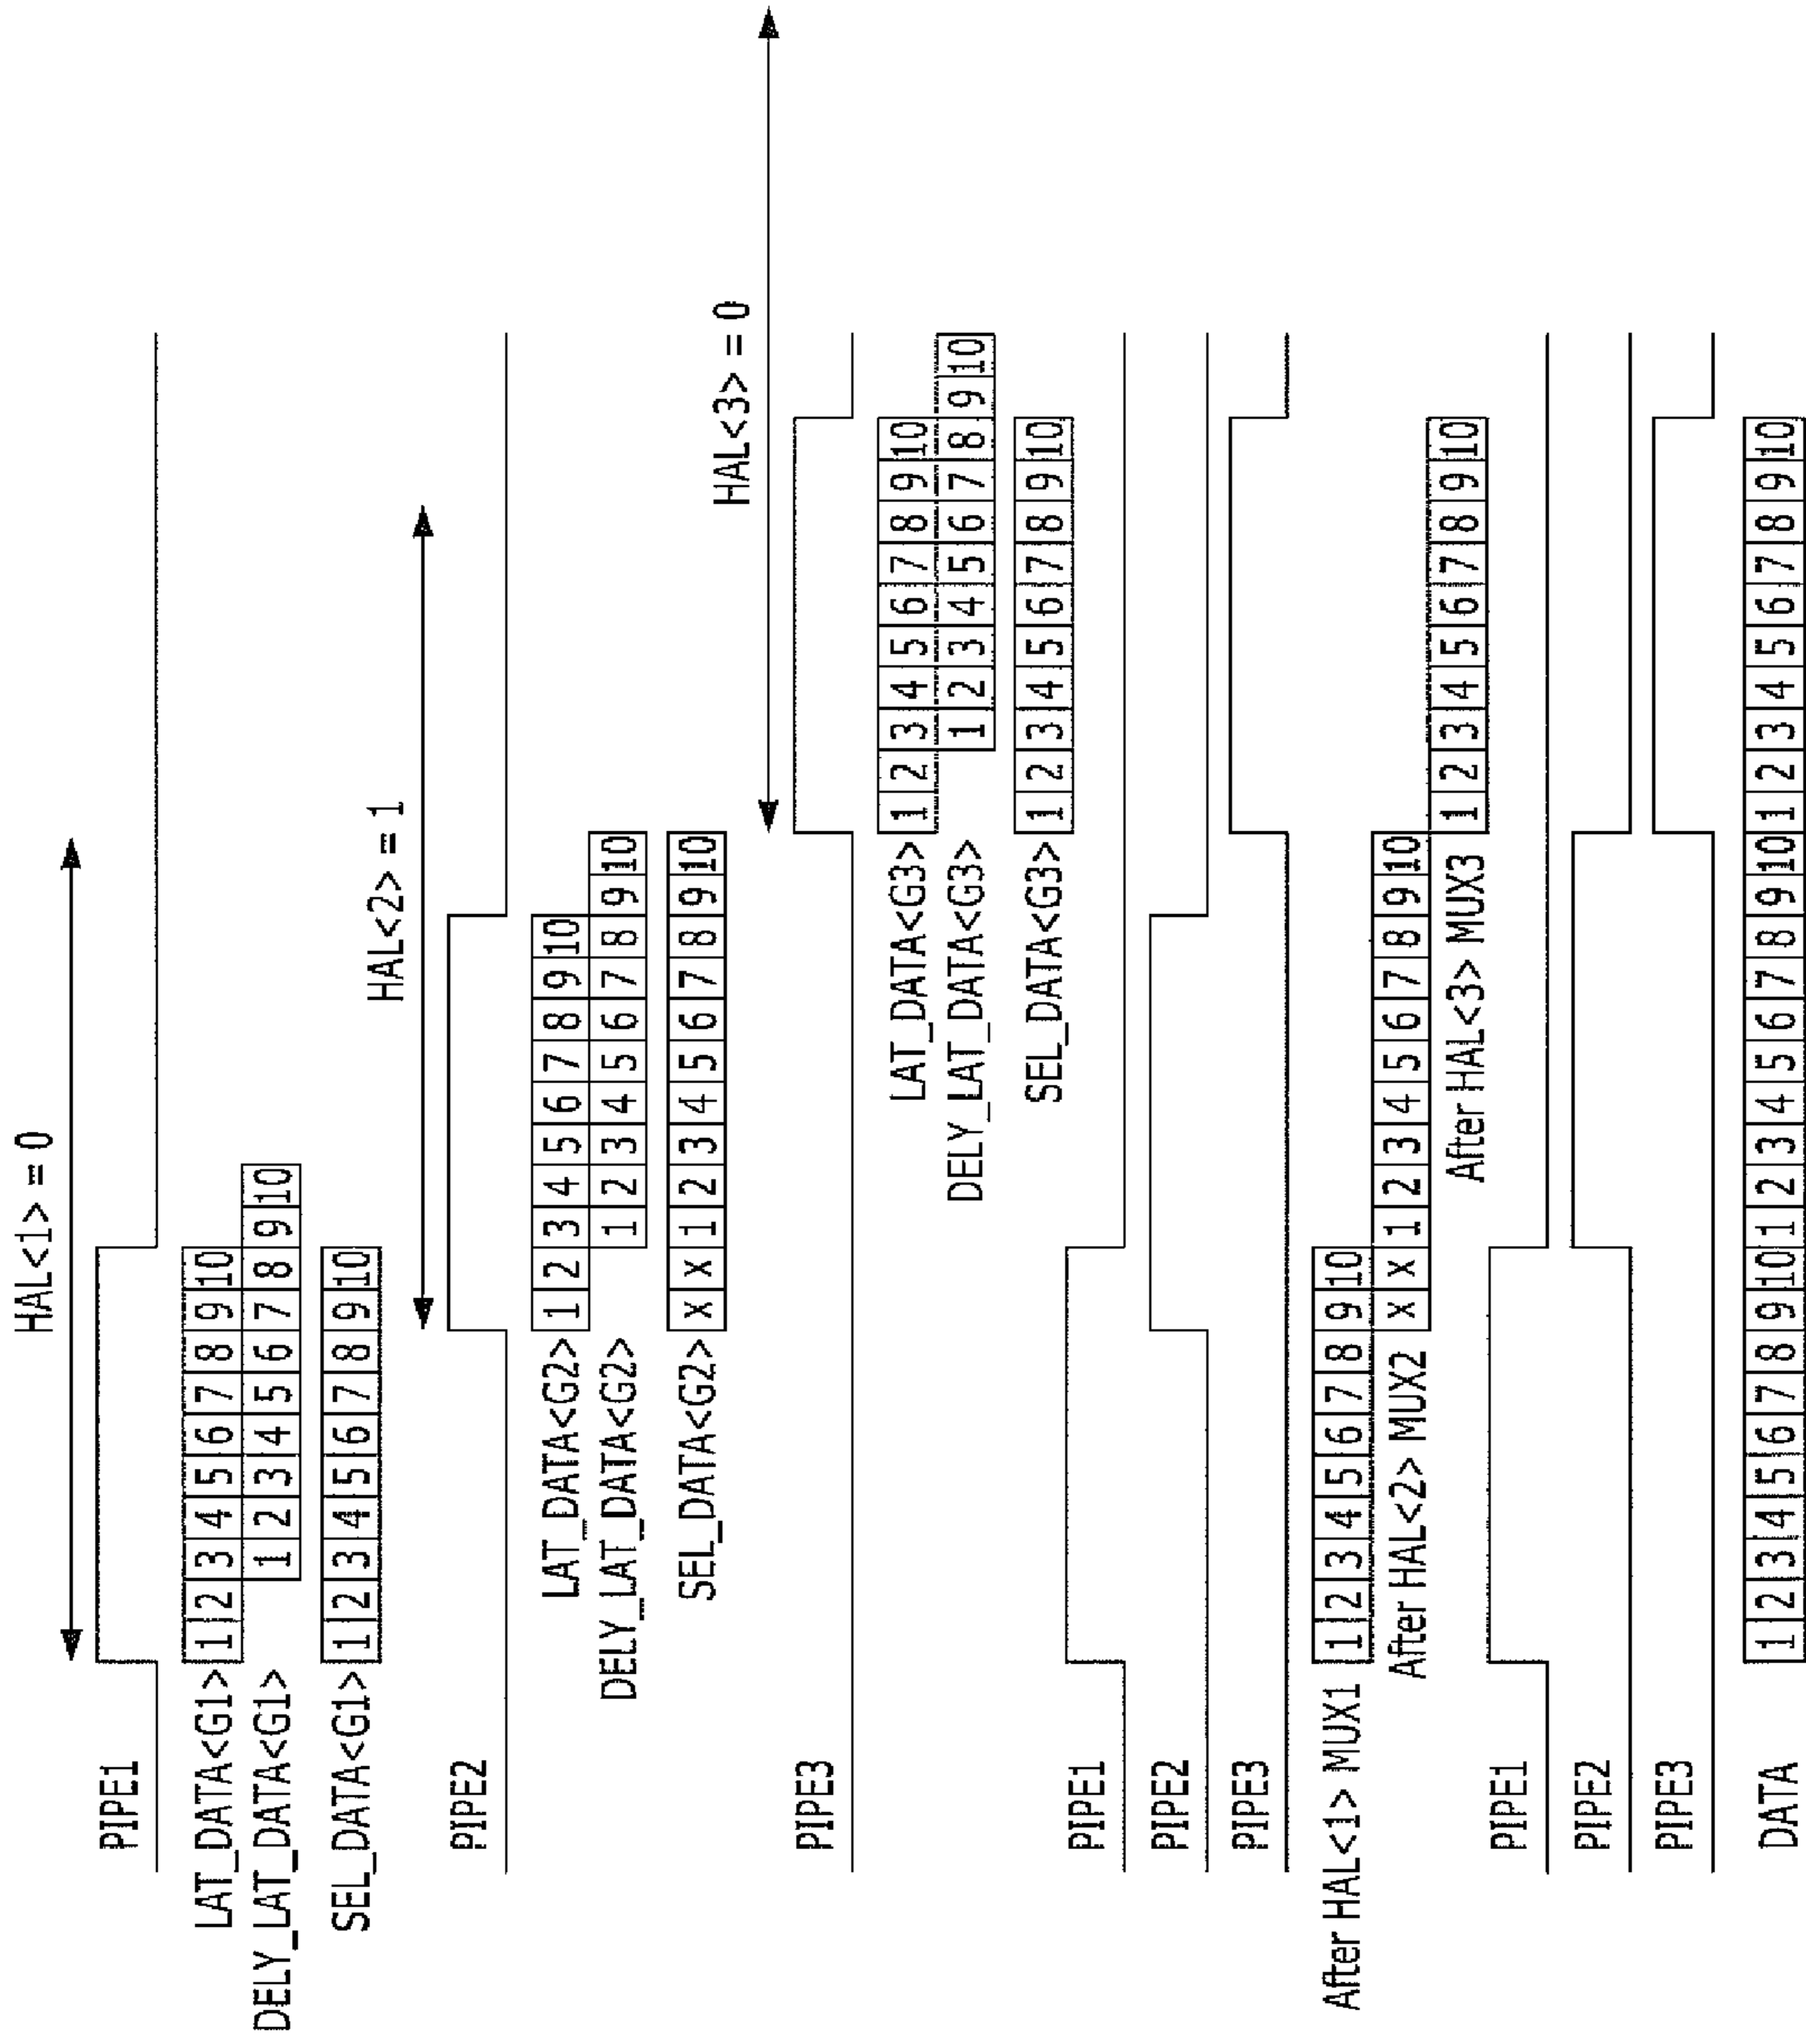 HAL<1> = 0
PIPE1
LAT_DATA<G1> 1 2 3 4 5 6 7 8 9 10
DELY_LAT_DATA<G1> 1 2 3 4 5 6 7 8 9 10
SEL_DATA<G1> 1 2 3 4 5 6 7 8 9 10
HAL<2> = 1
PIPE2
LAT_DATA<G2> 1 2 3 4 5 6 7 8 9 10
DELY_LAT_DATA<G2> 1 2 3 4 5 6 7 8 9 10
SEL_DATA<G2> x x 1 2 3 4 5 6 7 8 9 10
HAL<3> = 0
PIPE3
LAT_DATA<G3> 1 2 3 4 5 6 7 8 9 10
DELY_LAT_DATA<G3> 1 2 3 4 5 6 7 8 9 10
SEL_DATA<G3> 1 2 3 4 5 6 7 8 9 10
PIPE1
PIPE2
PIPE3
After HAL<1> MUX1 1 2 3 4 5 6 7 8 9 10
After HAL<2> MUX2 x x 1 2 3 4 5 6 7 8 9 10
After HAL<3> MUX3 1 2 3 4 5 6 7 8 9 10
PIPE1
PIPE2
PIPE3
DATA 1 2 3 4 5 6 7 8 9 10 1 2 3 4 5 6 7 8 9 10 1 2 3 4 5 6 7 8 9 10